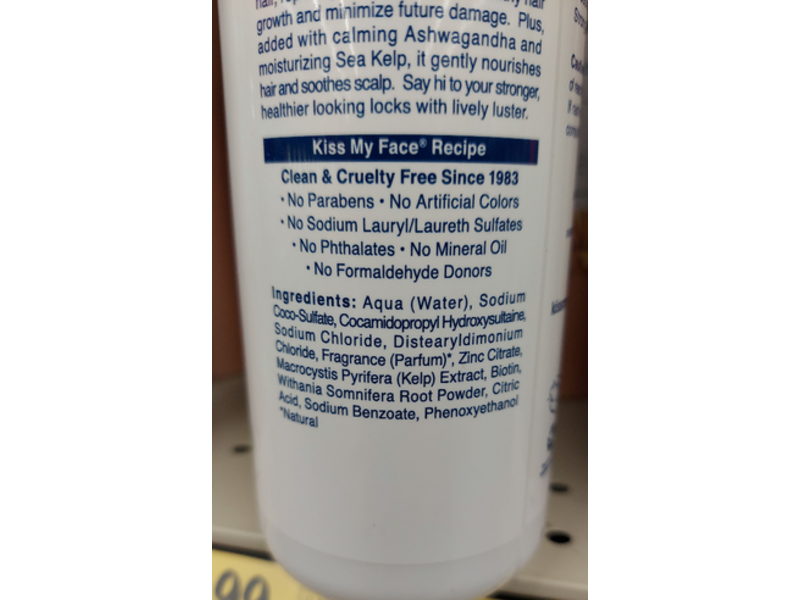 growth and minimize future damage. Plus,
added with calming Ashwagandha and
moisturizing Sea Kelp, it gently nourishes
hair and soothes scalp. Say hi to your stronger,
healthier looking locks with lively luster.
Kiss My Face® Recipe
Clean & Cruelty Free Since 1983
• No Parabens • No Artificial Colors
• No Sodium Lauryl/Laureth Sulfates
• No Phthalates • No Mineral Oil
• No Formaldehyde Donors
Ingredients: Aqua (Water), Sodium
Coco-Sulfate, Cocamidopropyl Hydroxysultaine,
Sodium Chloride, Distearyldimonium
Chloride, Fragrance (Parfum)*, Zinc Citrate,
Macrocystis Pyrifera (Kelp) Extract, Biotin,
Withania Somnifera Root Powder, Citric
Acid, Sodium Benzoate, Phenoxyethanol
*Natural
99